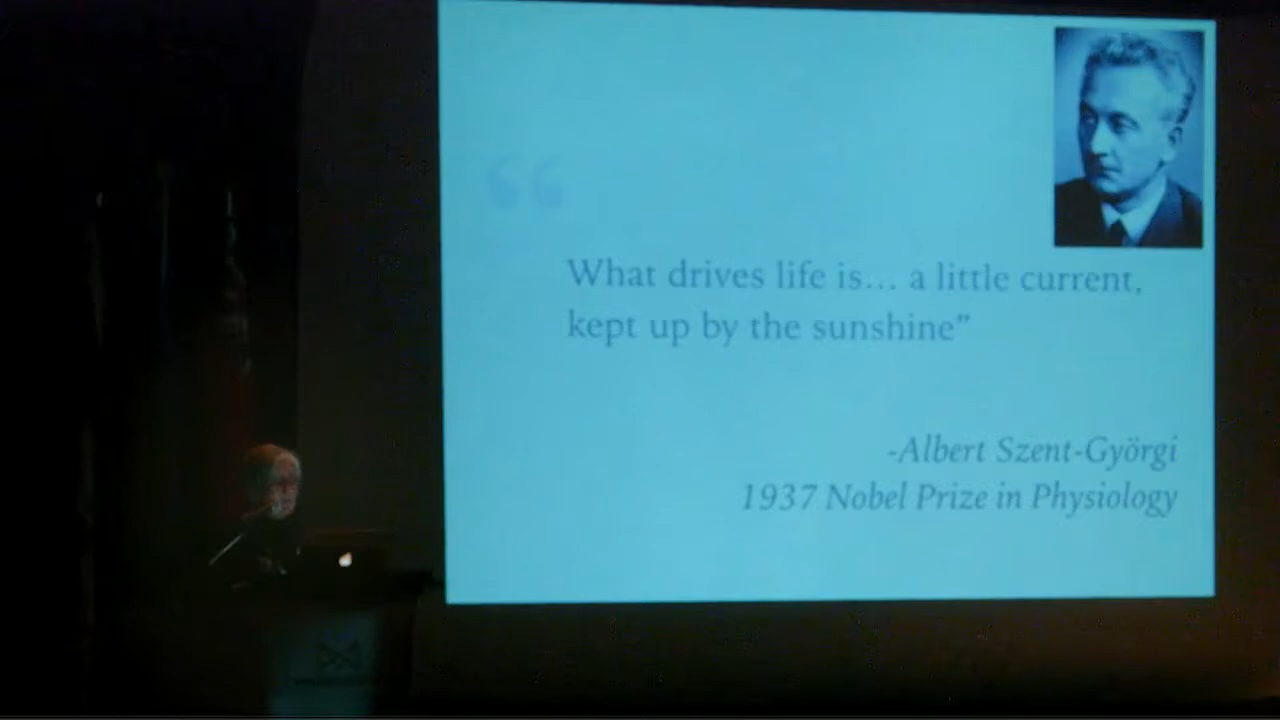 “
What drives life is... a little current,
kept up by the sunshine”
-Albert Szent-Györgi
1937 Nobel Prize in Physiology